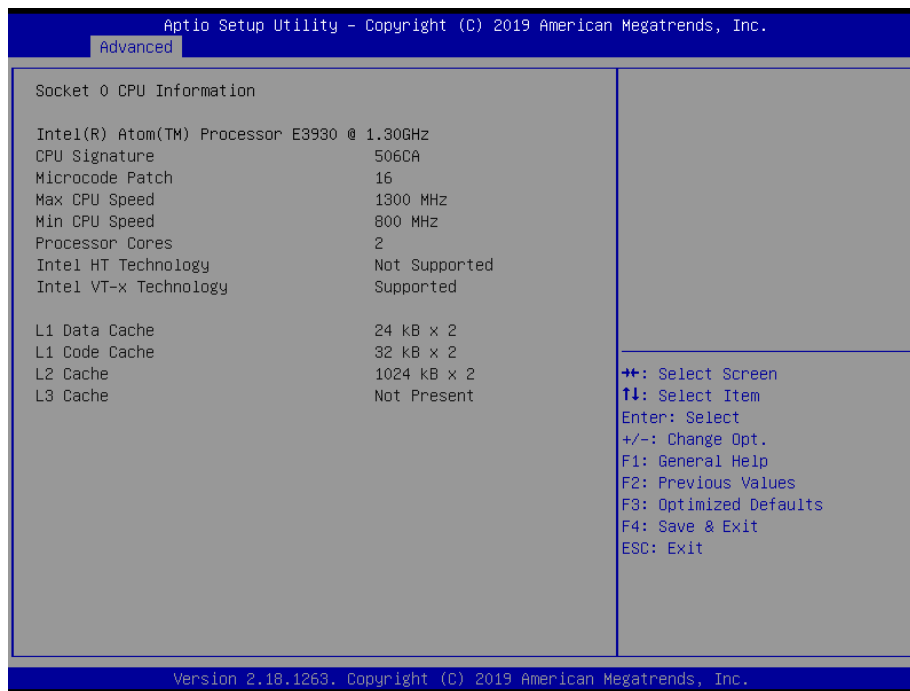 Aptio Setup Utility – Copyright (C) 2019 American Megatrends, Inc.
Advanced
Socket 0 CPU Information
Intel(R) Atom(TM) Processor E3930 @ 1.30GHz
CPU Signature 506CA
Microcode Patch 16
Max CPU Speed 1300 MHz
Min CPU Speed 800 MHz
Processor Cores 2
Intel HT Technology Not Supported
Intel VT-x Technology Supported
L1 Data Cache 24 kB x 2
L1 Code Cache 32 kB x 2
L2 Cache 1024 kB x 2
L3 Cache Not Present
→←: Select Screen
↑↓: Select Item
Enter: Select
+/-: Change Opt.
F1: General Help
F2: Previous Values
F3: Optimized Defaults
F4: Save & Exit
ESC: Exit
Version 2.18.1263. Copyright (C) 2019 American Megatrends, Inc.